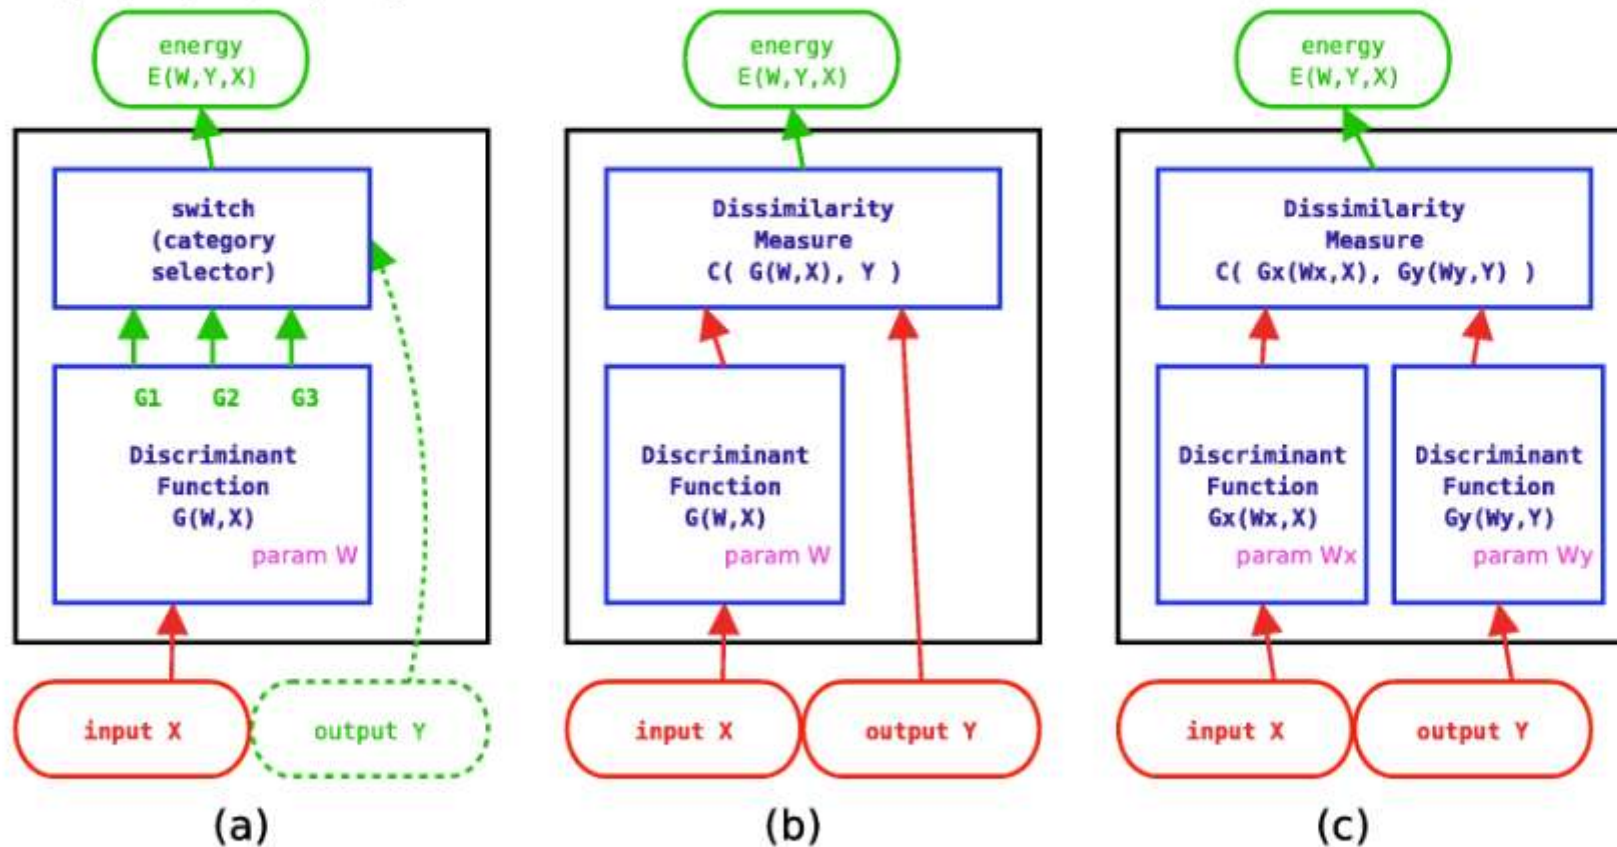 energy
E(W,Y,X)
switch
(category
selector)
G1 G2 G3
Discriminant
Function
G(W,X)
param W
input X
output Y
(a)
energy
E(W,Y,X)
Dissimilarity
Measure
C( G(W,X), Y )
Discriminant
Function
G(W,X)
param W
input X
output Y
(b)
energy
E(W,Y,X)
Dissimilarity
Measure
C( Gx(Wx,X), Gy(Wy,Y) )
Discriminant
Function
Gx(Wx,X)
param Wx
Discriminant
Function
Gy(Wy,Y)
param Wy
input X
output Y
(c)